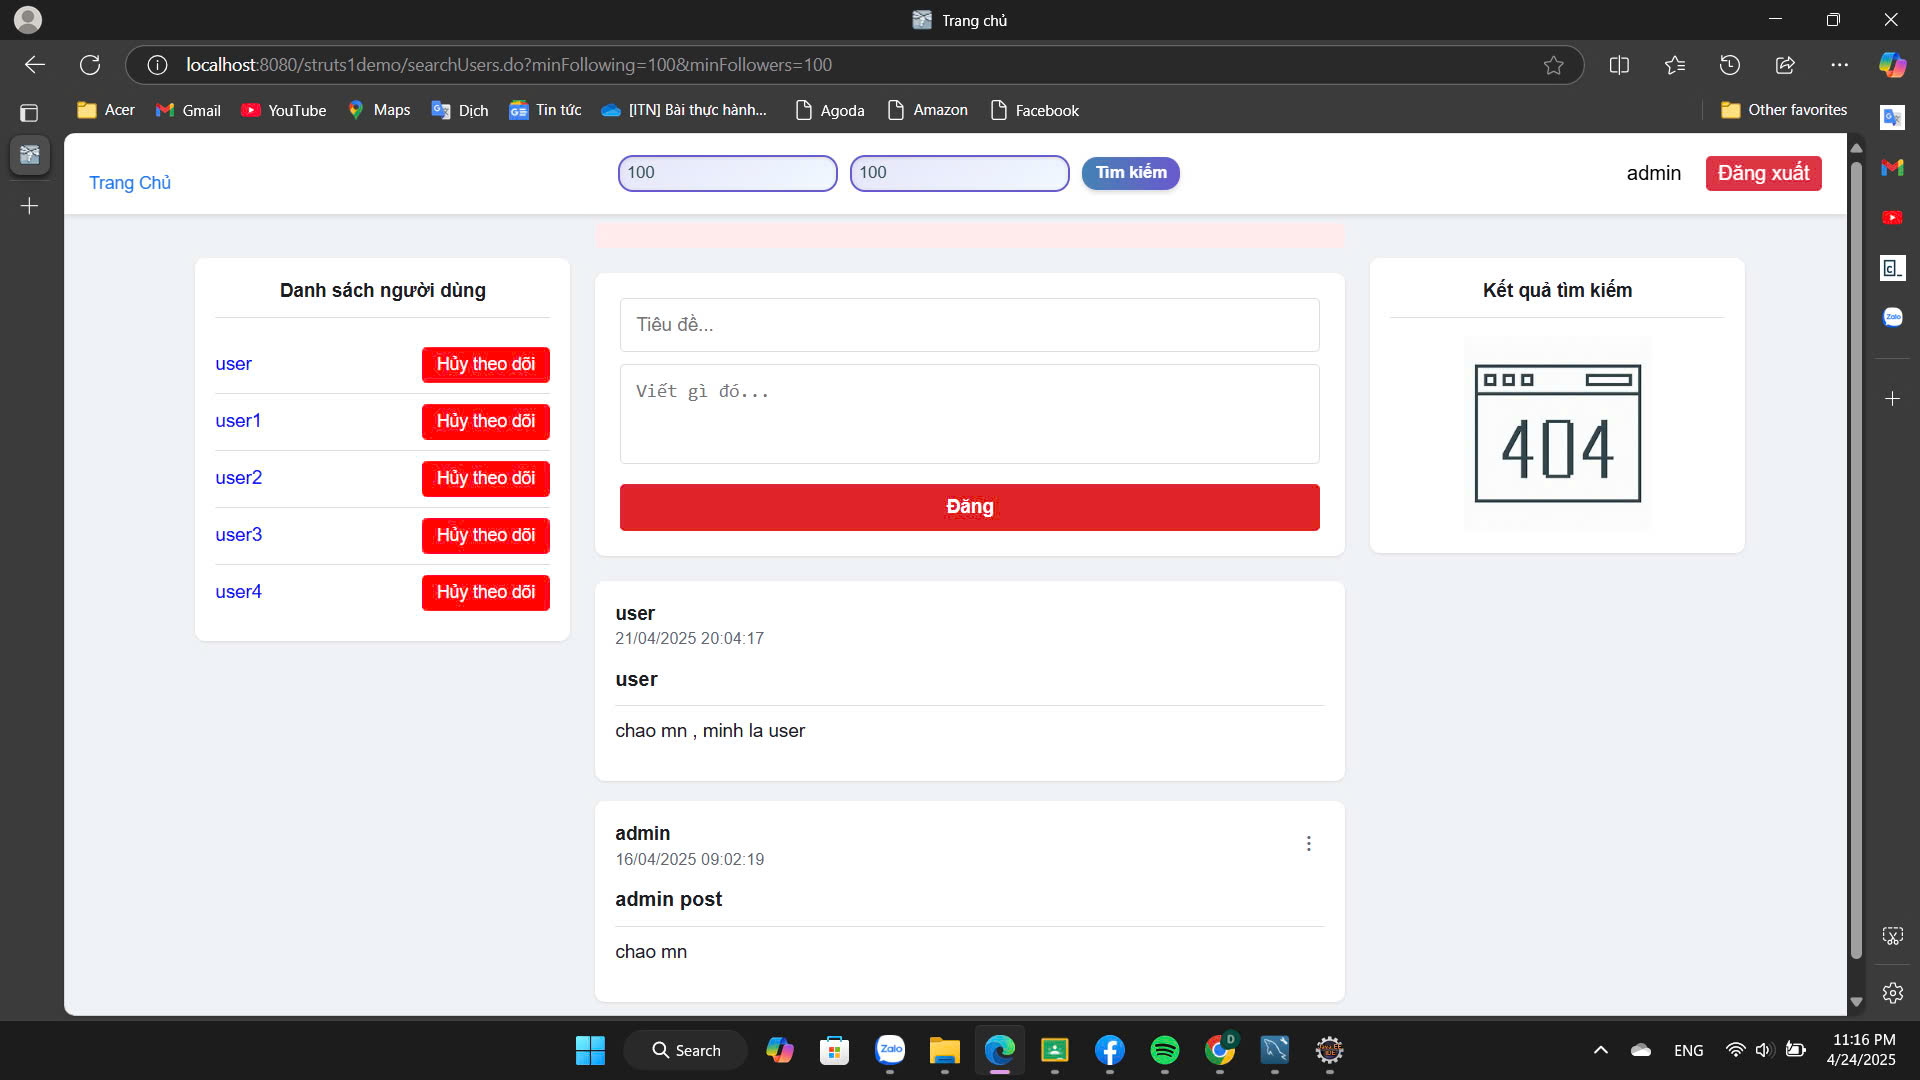 Trang chủ
localhost:8080/struts1demo/searchUsers.do?minFollowing=100&minFollowers=100
Acer
Gmail
YouTube
Maps
Dịch
Tin tức
[ITN] Bài thực hành...
Agoda
Amazon
Facebook
Other favorites
Trang Chủ
100
100
Tìm kiếm
admin
Đăng xuất
Danh sách người dùng
user
Hủy theo dõi
user1
Hủy theo dõi
user2
Hủy theo dõi
user3
Hủy theo dõi
user4
Hủy theo dõi
Tiêu đề...
Viết gì đó...
Đăng
user
21/04/2025 20:04:17
user
chao mn , minh la user
admin
16/04/2025 09:02:19
admin post
chao mn
Kết quả tìm kiếm
404
Zalo
Search
Zalo
D
ENG
11:16 PM
4/24/2025